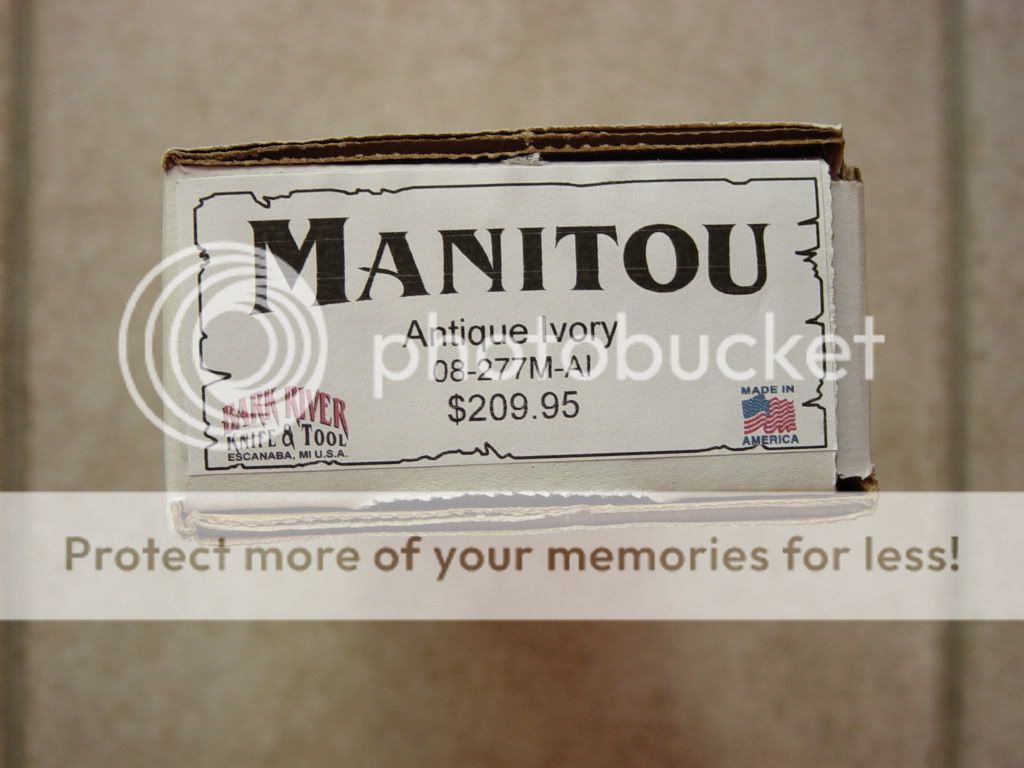 MANITOU
Antique Ivory
08-277M-AI
$209.95
BARK RIVER
KNIFE & TOOL
ESCANABA, MI U.S.A.
MADE IN
AMERICA
photobucket
Protect more of your memories for less!